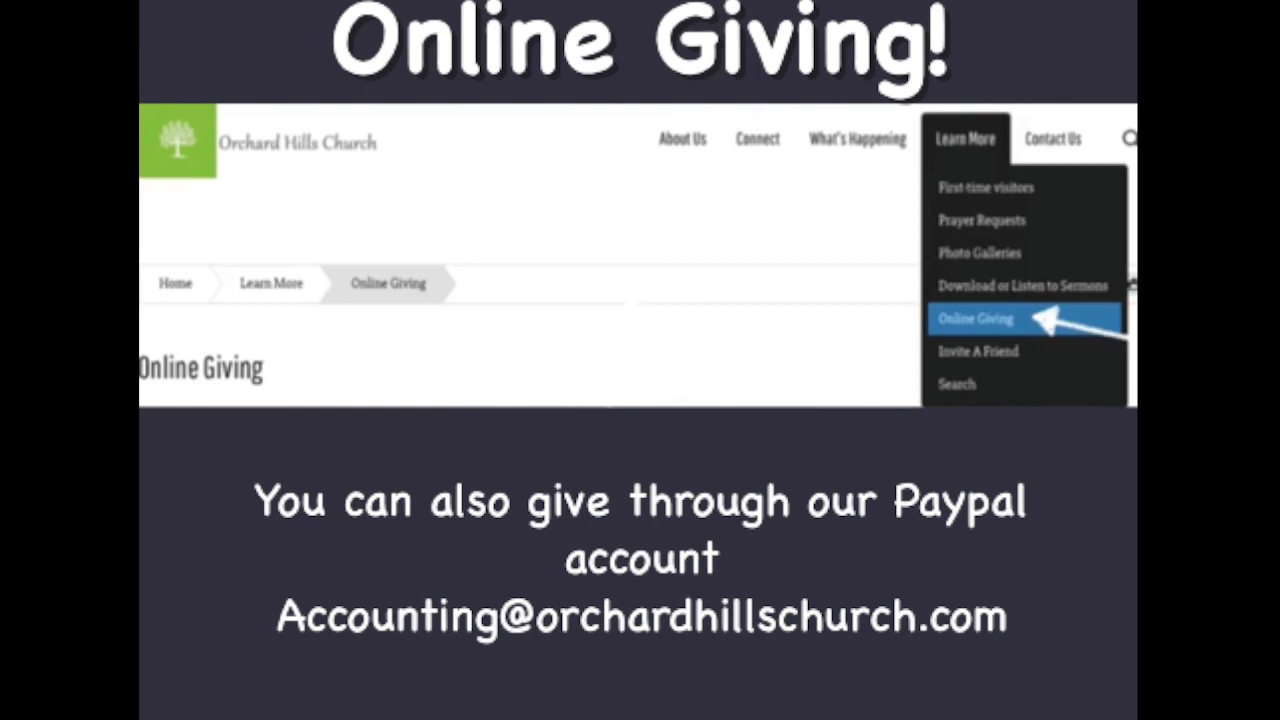 Online Giving!
Orchard Hills Church
About Us Connect What's Happening Learn More Contact Us
First-time visitors
Prayer Requests
Photo Galleries
Download or Listen to Sermons
Home Learn More Online Giving
Online Giving
Invite A Friend
Online Giving
Search
You can also give through our Paypal
account
Accounting@orchardhillschurch.com